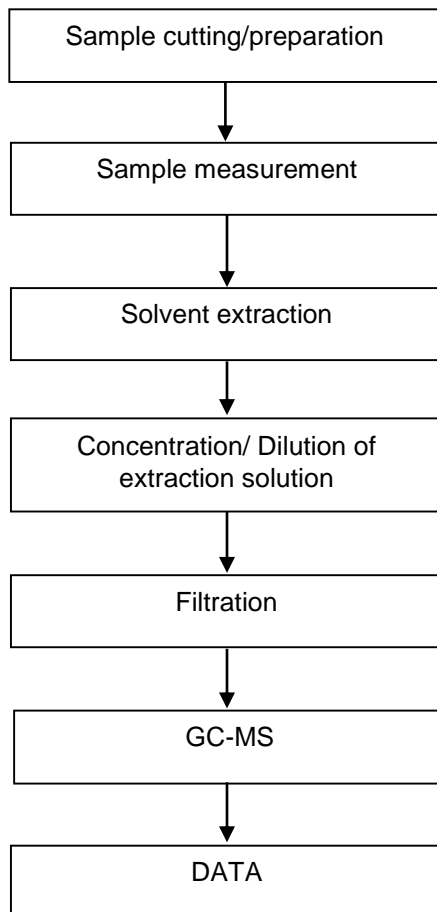 Sample cutting/preparation
Sample measurement
Solvent extraction
Concentration/ Dilution of
extraction solution
Filtration
GC-MS
DATA